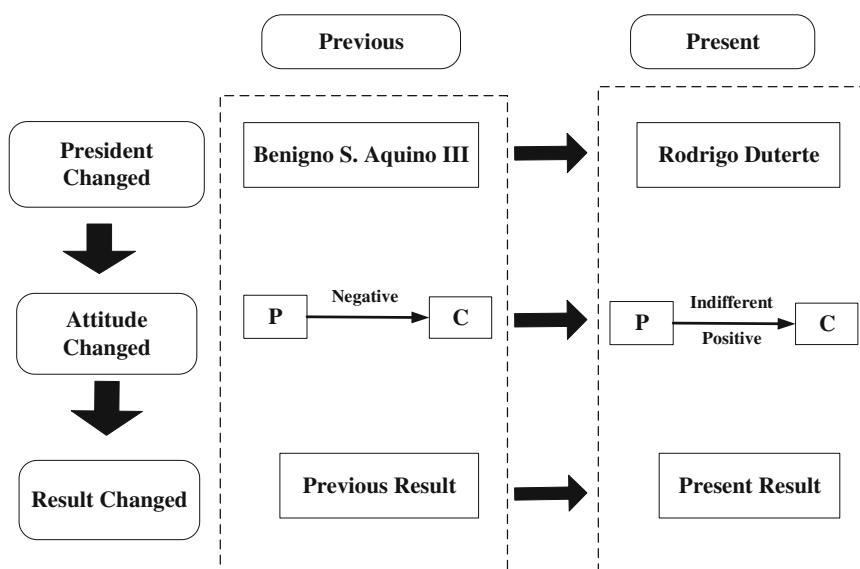 Previous
Present
President
Changed
Benigno S. Aquino III
Rodrigo Duterte
Attitude
Changed
P
Negative
C
P
Indifferent
Positive
C
Result Changed
Previous Result
Present Result